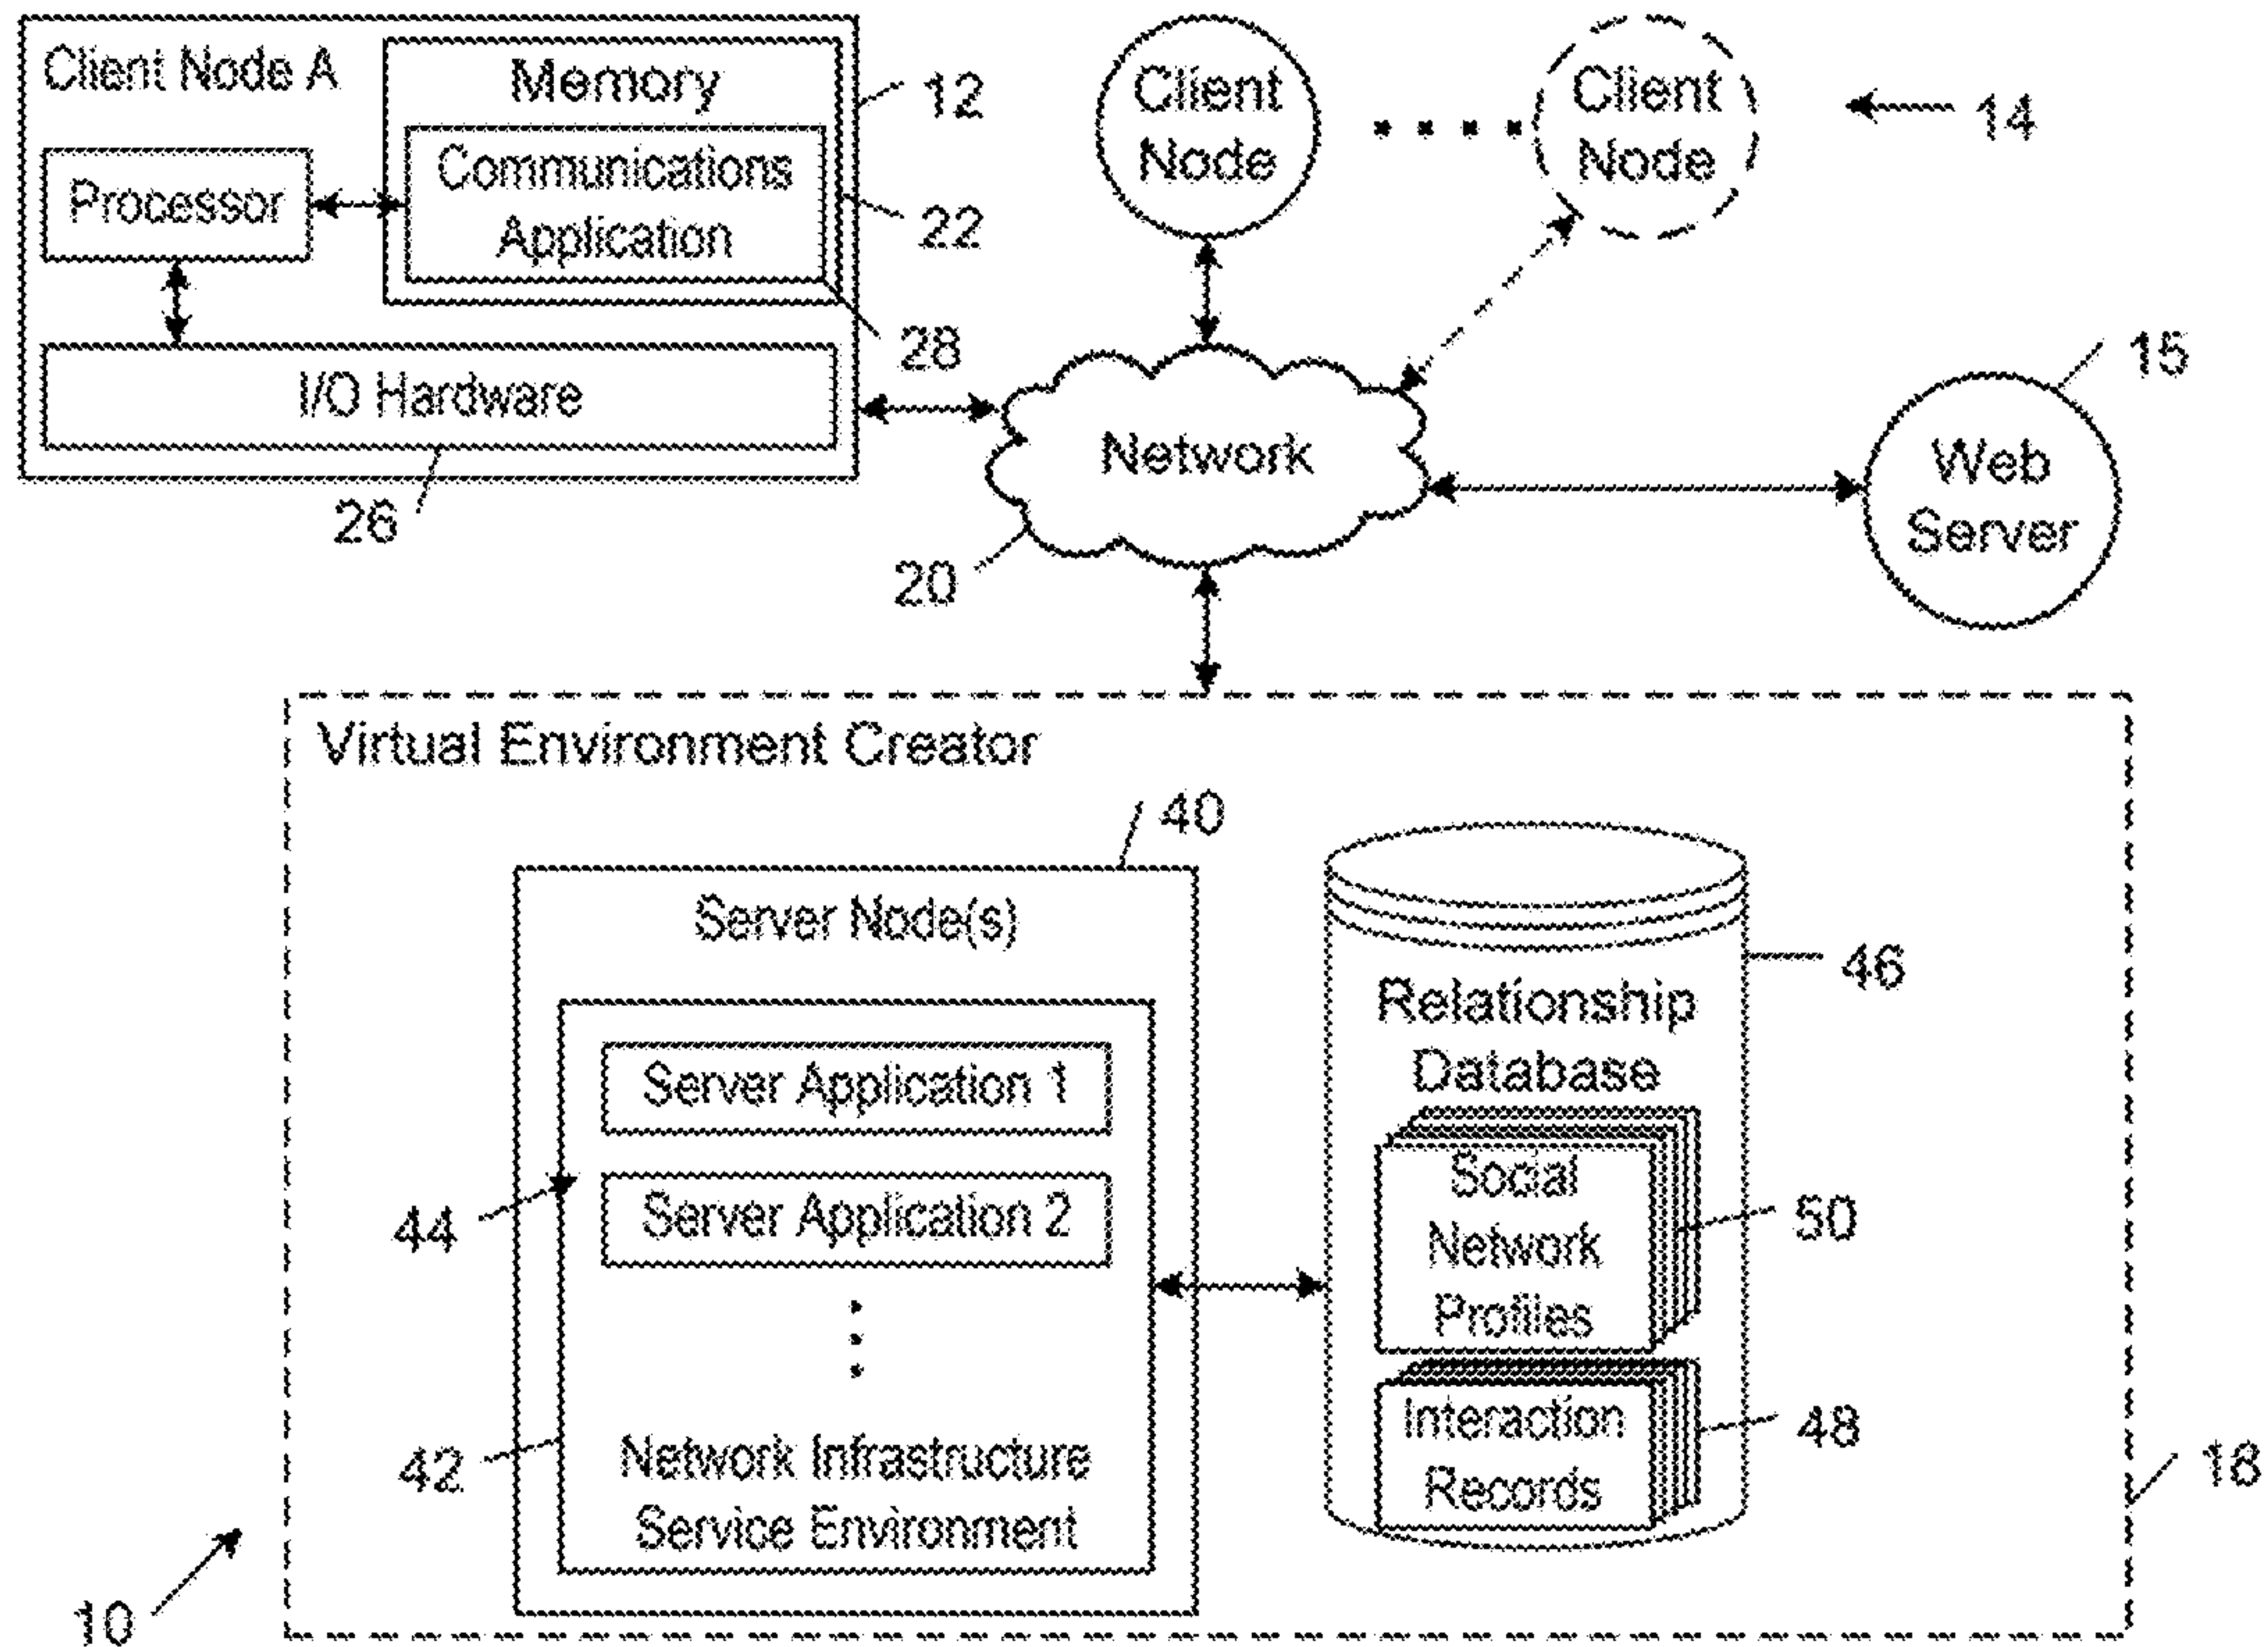 Client Node A
Memory
12
Communications
Application
Processor
22
28
I/O Hardware
26
Client
Node
Client
Node
14
15
Network
Web
Server
20
Virtual Environment Creator
40
Server Node(s)
46
Relationship
Database
Server Application 1
Server Application 2
44
Social
Network
Profiles
50
Interaction
Records
48
42
Network Infrastructure
Service Environment
18
10